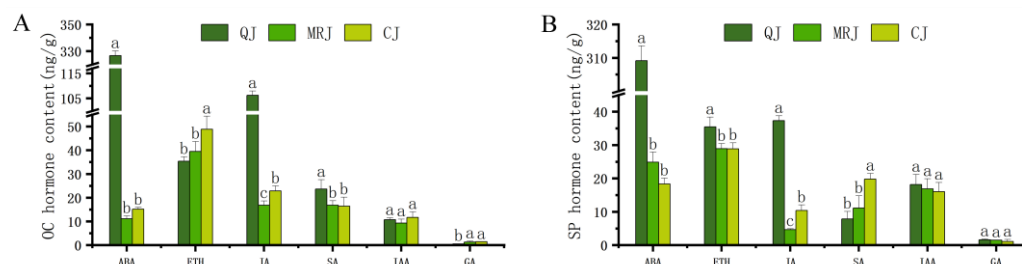 A
OC hormone content(ng/g)
350
330
115
105
50
40
30
20
10
0
QJ MRJ CJ
a b b
b b a
a c b
a b b
a a a
b a a
ABA ETH JA SA IAA GA
B
SP hormone content(ng/g)
320
310
40
30
20
10
0
QJ MRJ CJ
a b b
a b b
a c b
b b a
a a a
a a a
ABA ETH JA SA IAA GA